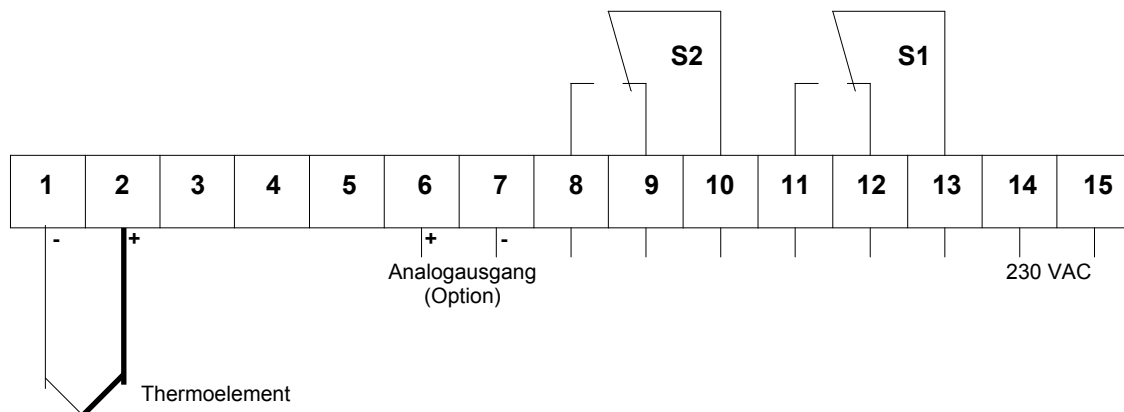 S2 S1
1 2 3 4 5 6 7 8 9 10 11 12 13 14 15
- + + -
Analogausgang 230 VAC
(Option)
Thermoelement